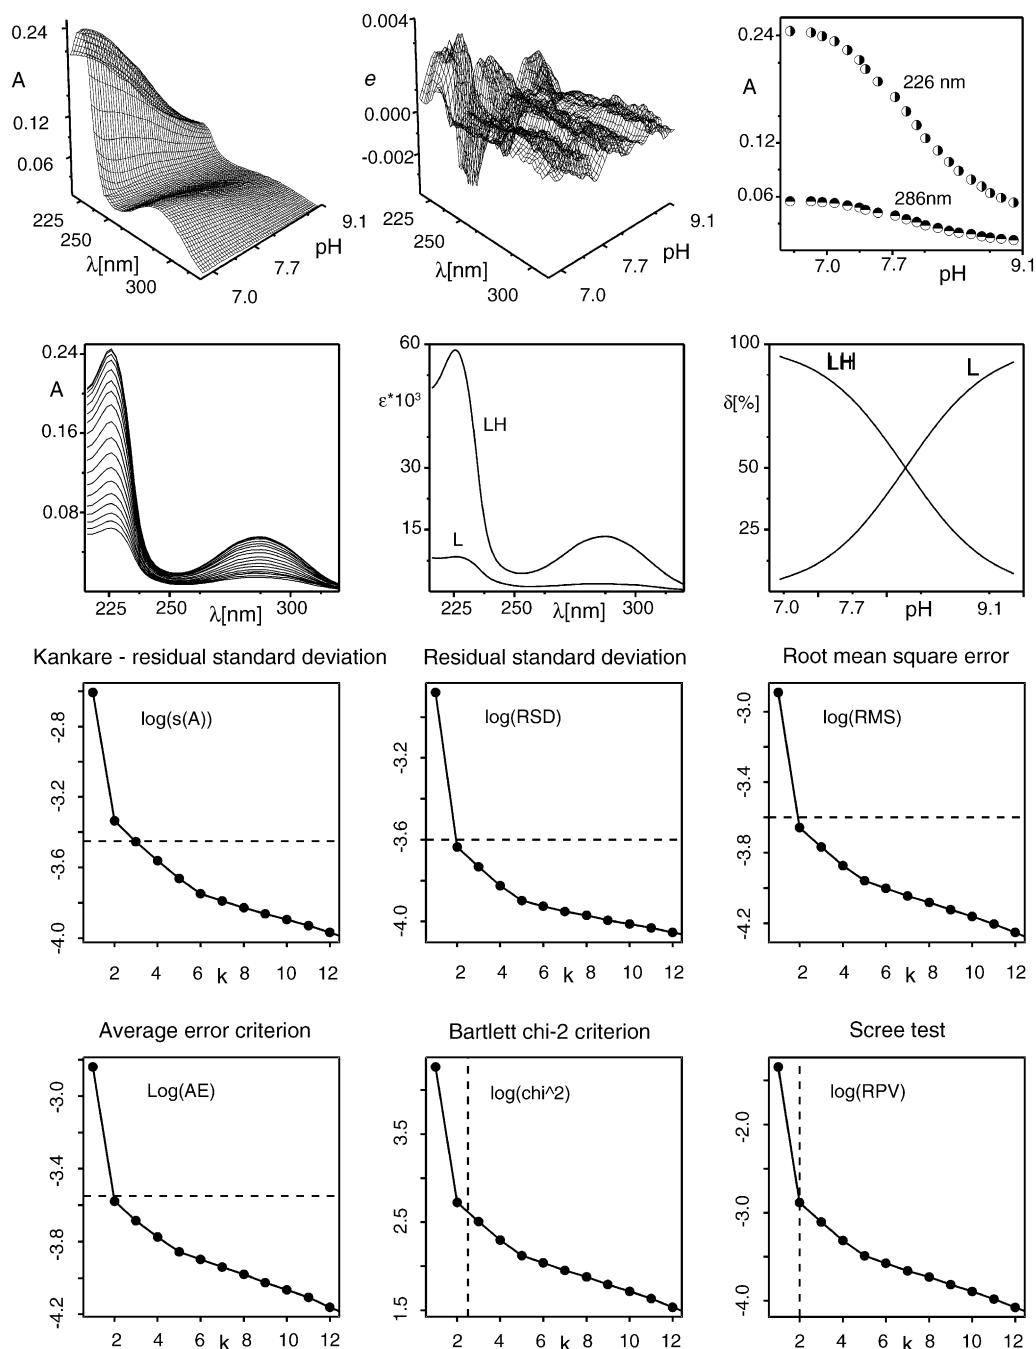 0.24
A
0.12
0.06
225
250
λ[nm]
300
7.0
7.7
pH
9.1
0.004
e
0.000
-0.002
225
250
λ[nm]
300
7.0
7.7
pH
9.1
0.24
A
0.12
0.06
226 nm
286nm
7.0 7.7 9.1
pH
0.24
A
0.16
0.08
225 250 300
λ[nm]
60
ε*10³
30
15
LH
L
225 250 300
λ[nm]
100
δ[%]
50
25
LH
L
7.0 7.7 pH 9.1
Kankare - residual standard deviation
log(s(A))
-2.8
-3.2
-3.6
-4.0
2 4 6 k 8 10 12
Residual standard deviation
log(RSD)
-3.2
-3.6
-4.0
2 4 6 k 8 10 12
Root mean square error
log(RMS)
-3.0
-3.4
-3.8
-4.2
2 4 6 k 8 10 12
Average error criterion
Log(AE)
-3.0
-3.4
-3.8
-4.2
2 4 6 k 8 10 12
Bartlett chi-2 criterion
log(chi^2)
3.5
2.5
1.5
2 4 6 k 8 10 12
Scree test
log(RPV)
-2.0
-3.0
-4.0
2 4 6 k 8 10 12